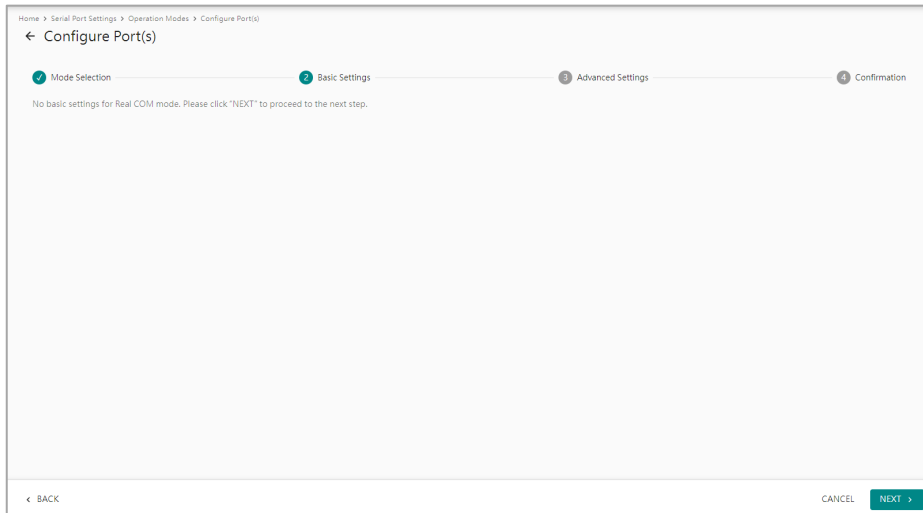 Home > Serial Port Settings > Operation Modes > Configure Port(s)
← Configure Port(s)
✓ Mode Selection 2 Basic Settings 3 Advanced Settings 4 Confirmation
No basic settings for Real COM mode. Please click "NEXT" to proceed to the next step.
‹ BACK CANCEL NEXT ›